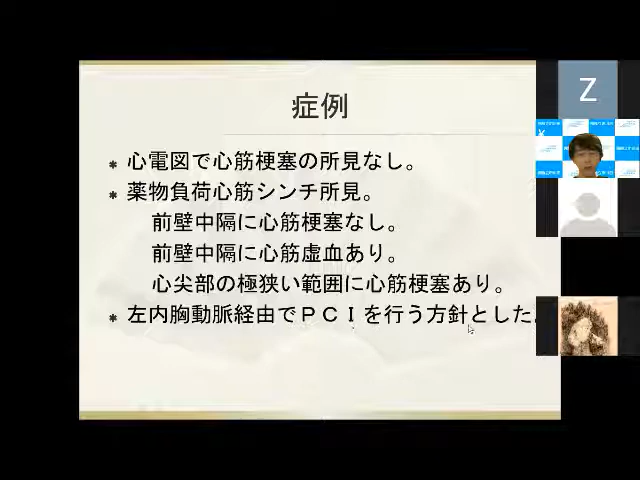 症例
* 心電図で心筋梗塞の所見なし。
* 薬物負荷心筋シンチ所見。
前壁中隔に心筋梗塞なし。
前壁中隔に心筋虚血あり。
心尖部の極狭い範囲に心筋梗塞あり。
* 左内胸動脈経由でＰＣＩを行う方針とした。
Z